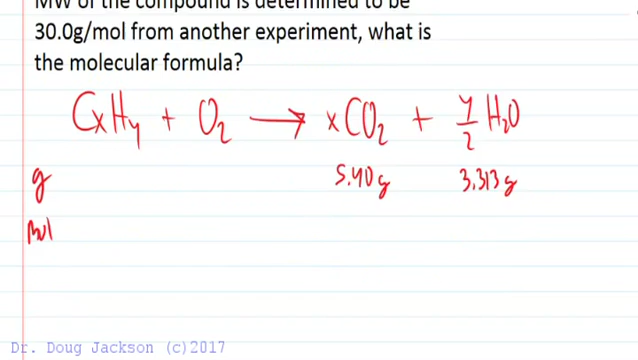 MW of the compound is determined to be
30.0g/mol from another experiment, what is
the molecular formula?
CxHy + O2 → xCO2 + y/2 H2O
g 5.40g 3.313g
mol
Dr. Doug Jackson (c)2017